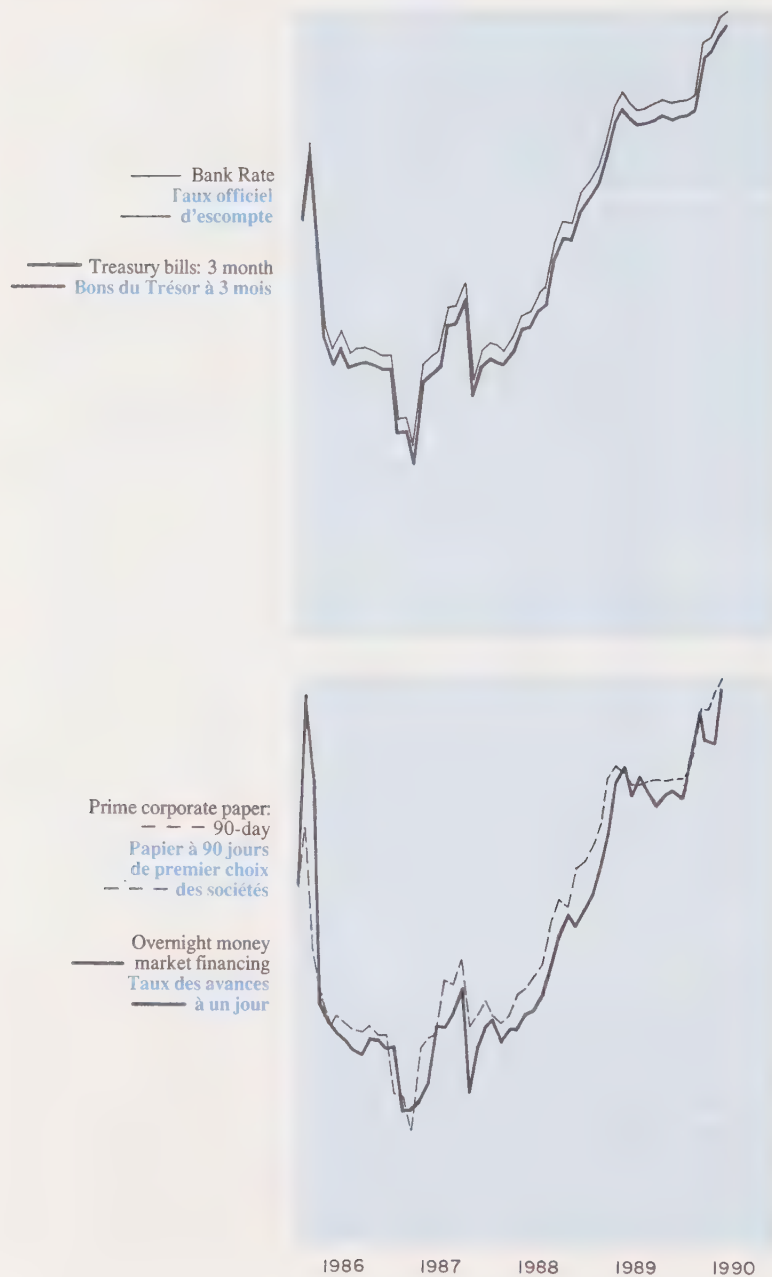 Bank Rate
Taux officiel
d'escompte
Treasury bills: 3 month
Bons du Trésor à 3 mois
Prime corporate paper:
90-day
Papier à 90 jours
de premier choix
des sociétés
Overnight money
market financing
Taux des avances
à un jour
1986 1987 1988 1989 1990